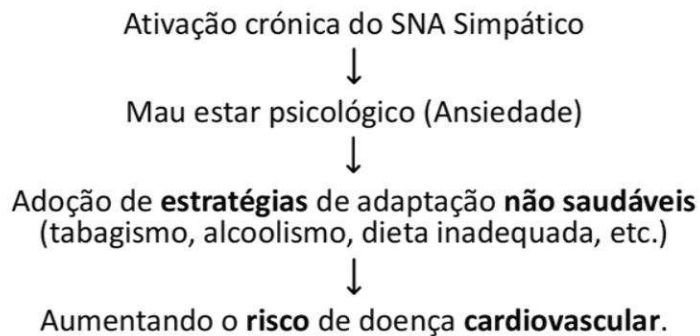 Ativação crónica do SNA Simpático
↓
Mau estar psicológico (Ansiedade)
↓
Adoção de estratégias de adaptação não saudáveis
(tabagismo, alcoolismo, dieta inadequada, etc.)
↓
Aumentando o risco de doença cardiovascular.